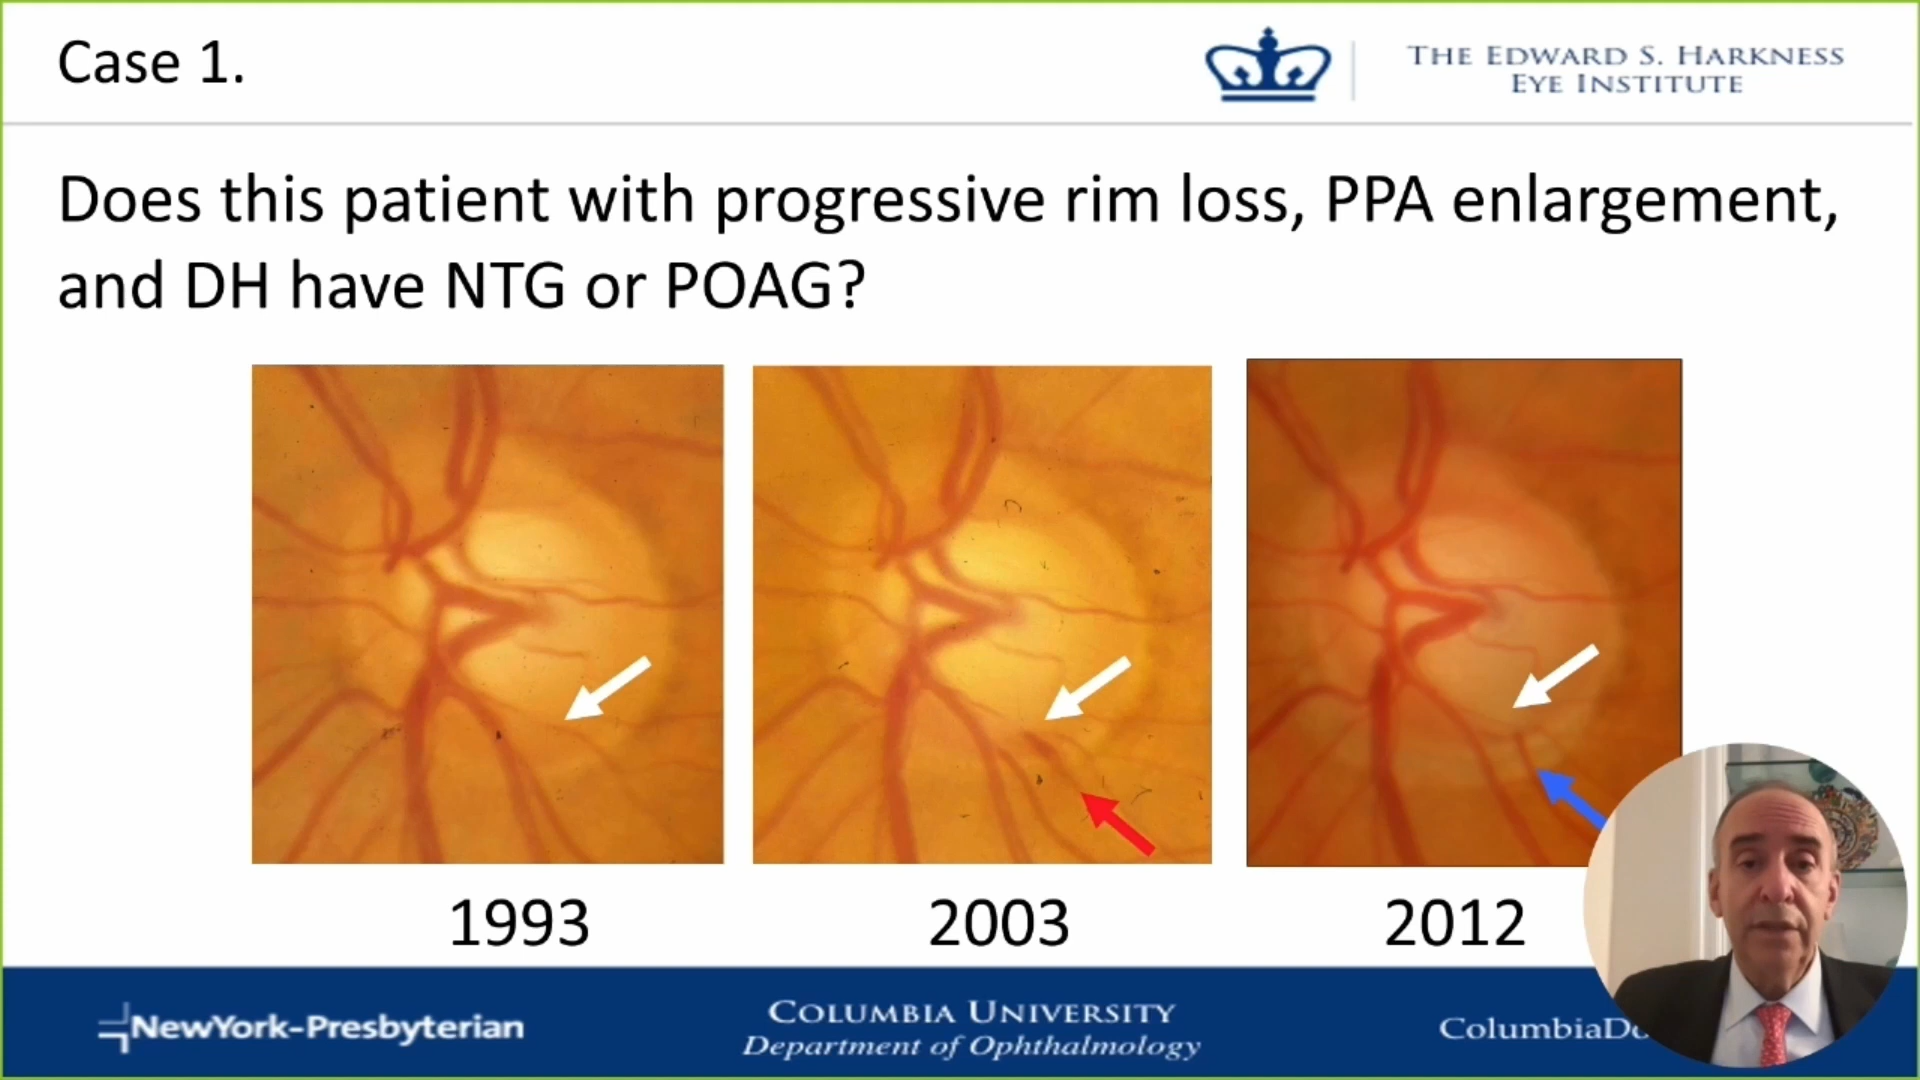 Case 1.
THE EDWARD S. HARKNESS
EYE INSTITUTE
Does this patient with progressive rim loss, PPA enlargement,
and DH have NTG or POAG?
1993
2003
2012
NewYork-Presbyterian
COLUMBIA UNIVERSITY
Department of Ophthalmology